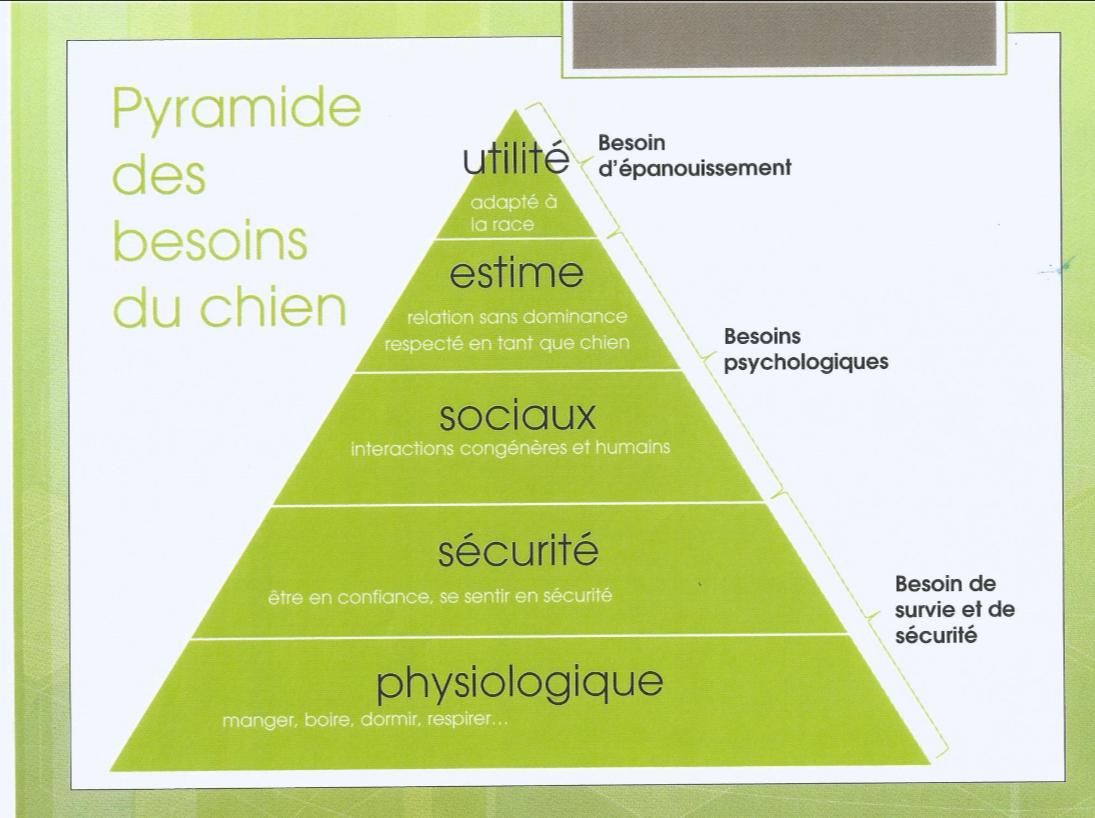 Pyramide
des
besoins
du chien
utilité
adapté à
la race
Besoin
d'épanouissement
estime
relation sans dominance
respecté en tant que chien
Besoins
psychologiques
sociaux
interactions congénères et humains
sécurité
être en confiance, se sentir en sécurité
Besoin de
survie et de
sécurité
physiologique
manger, boire, dormir, respirer...